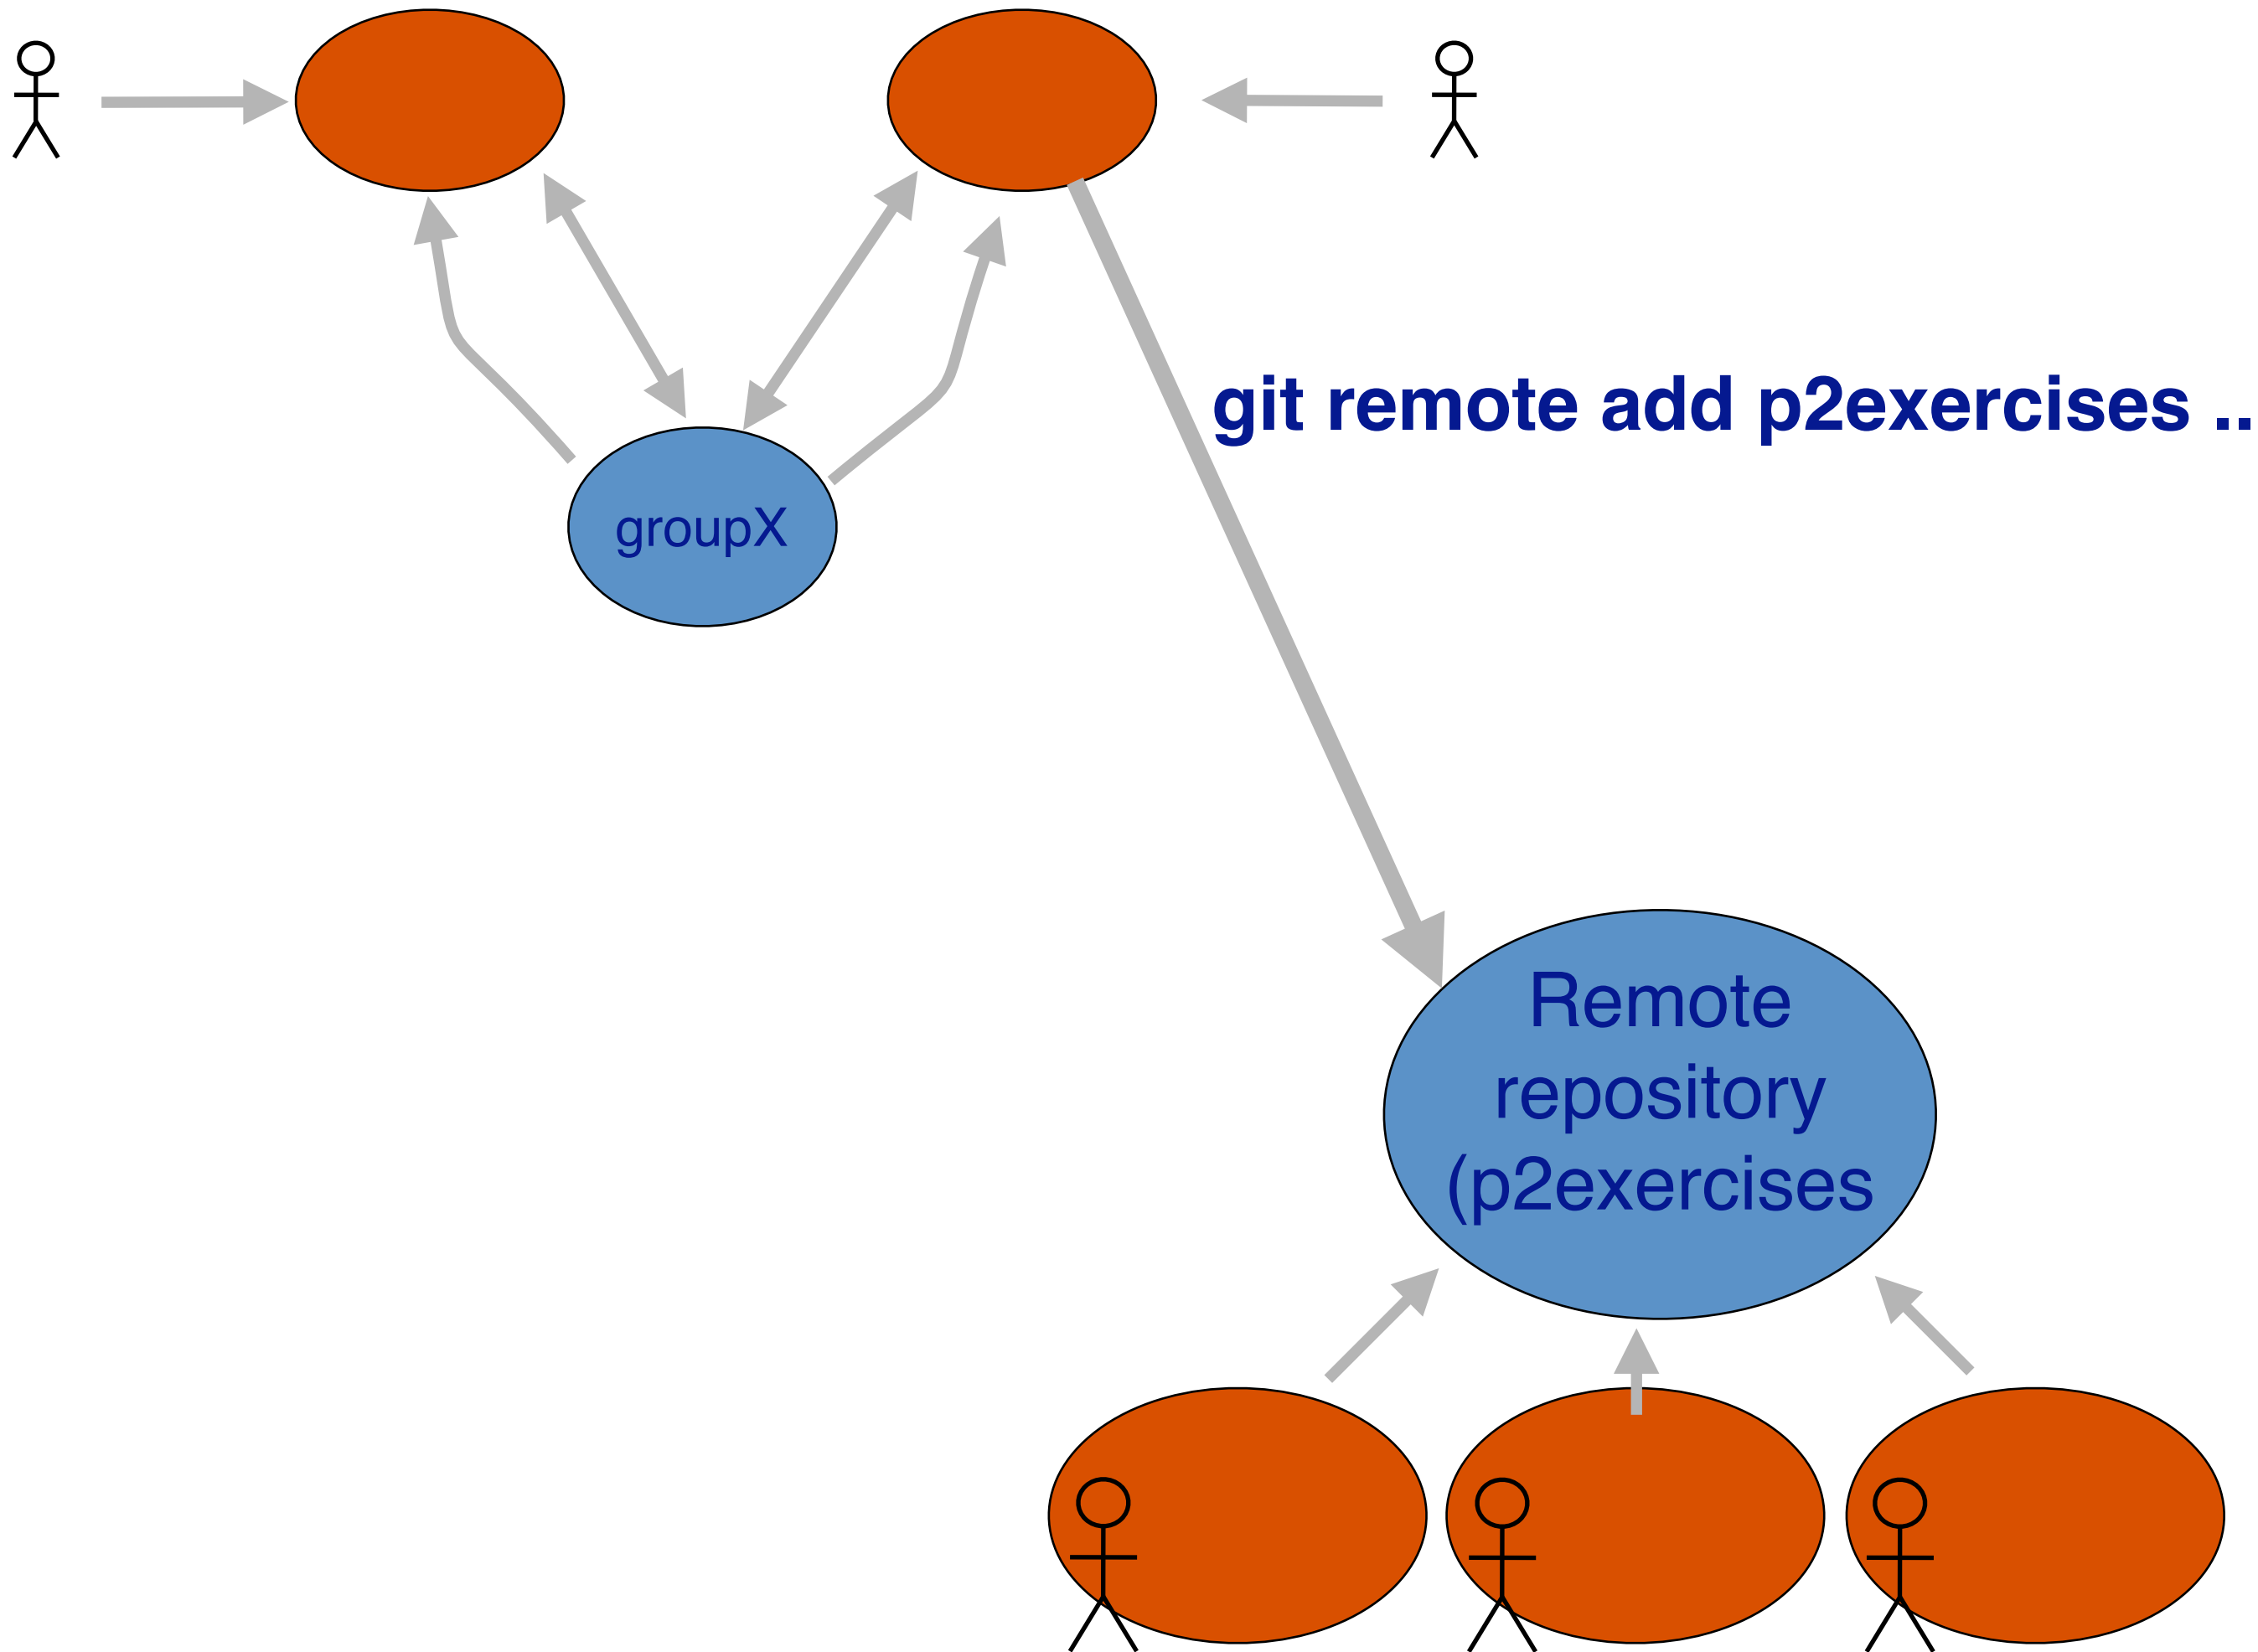 git remote add p2exercises ..
groupX
Remote
repository
(p2exercises